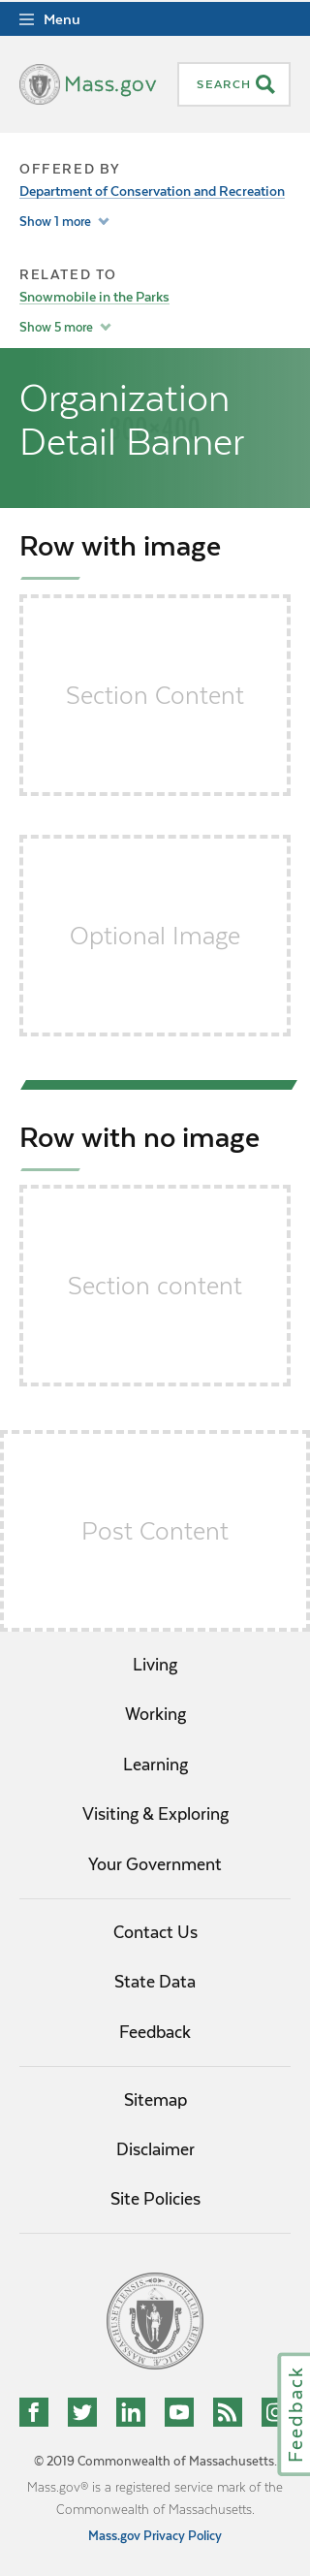 Menu
Mass.gov
SEARCH
OFFERED BY
Department of Conservation and Recreation
Show 1 more
RELATED TO
Snowmobile in the Parks
Show 5 more
Organization
Detail Banner
Row with image
Section Content
Optional Image
Row with no image
Section content
Post Content
Living
Working
Learning
Visiting & Exploring
Your Government
Contact Us
State Data
Feedback
Sitemap
Disclaimer
Site Policies
Feedback
© 2019 Commonwealth of Massachusetts.
Mass.gov® is a registered service mark of the
Commonwealth of Massachusetts.
Mass.gov Privacy Policy